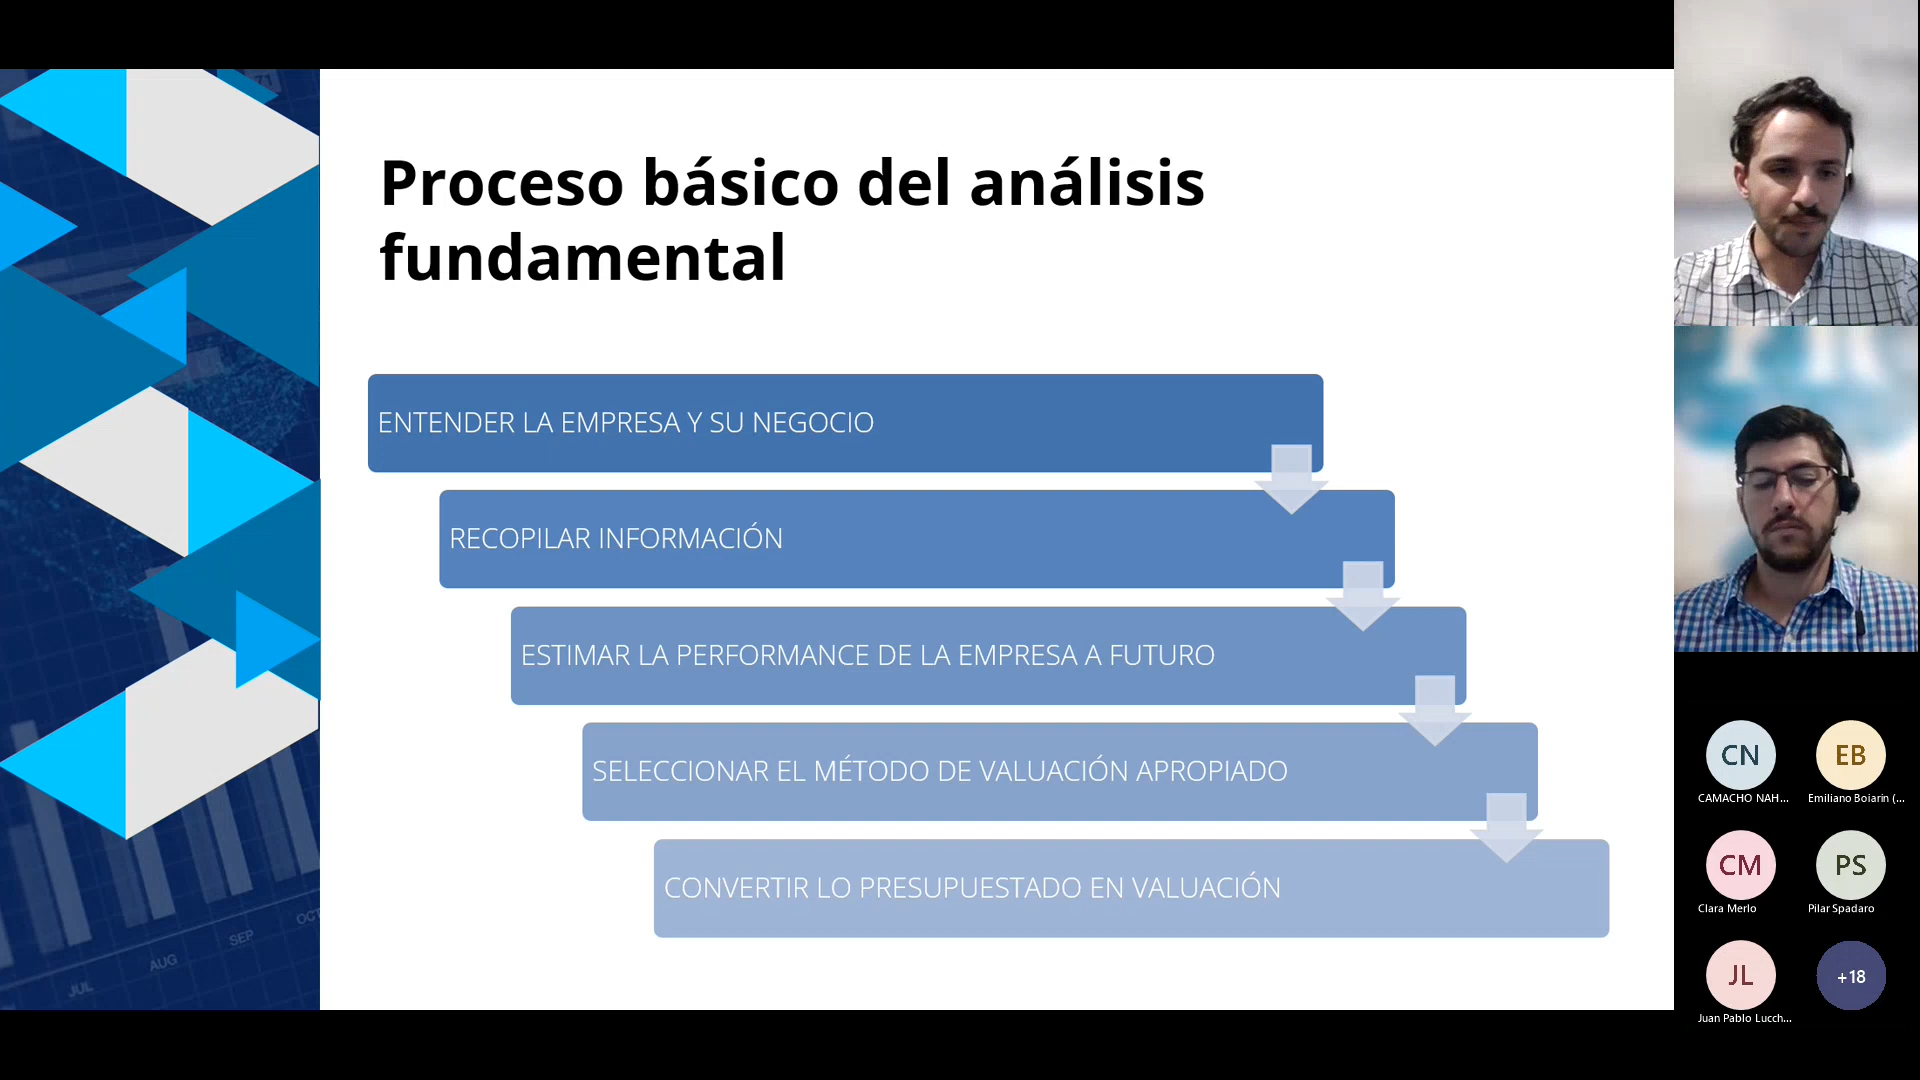 Proceso básico del análisis
fundamental
ENTENDER LA EMPRESA Y SU NEGOCIO
RECOPILAR INFORMACIÓN
ESTIMAR LA PERFORMANCE DE LA EMPRESA A FUTURO
SELECCIONAR EL MÉTODO DE VALUACIÓN APROPIADO
CONVERTIR LO PRESUPUESTADO EN VALUACIÓN
JUL
AUG
SEP
OCT
CN
EB
CAMACHO NAH...
Emiliano Boiarin (...
CM
PS
Clara Merlo
Pilar Spadaro
JL
+18
Juan Pablo Lucch...